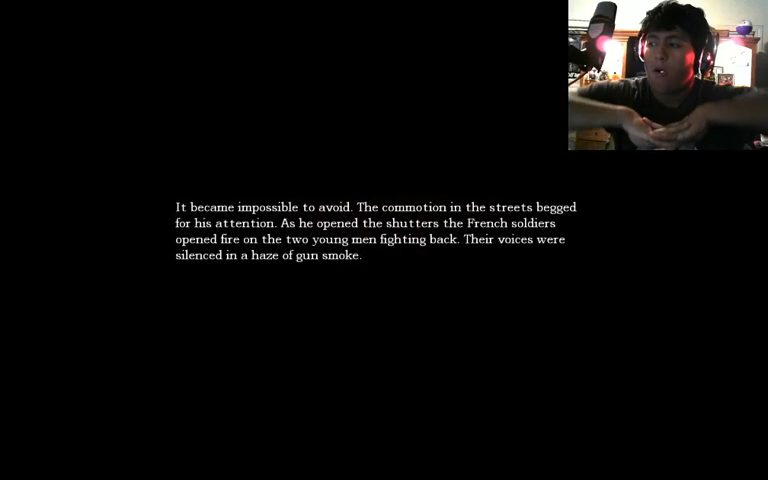 It became impossible to avoid. The commotion in the streets begged
for his attention. As he opened the shutters the French soldiers
opened fire on the two young men fighting back. Their voices were
silenced in a haze of gun smoke.